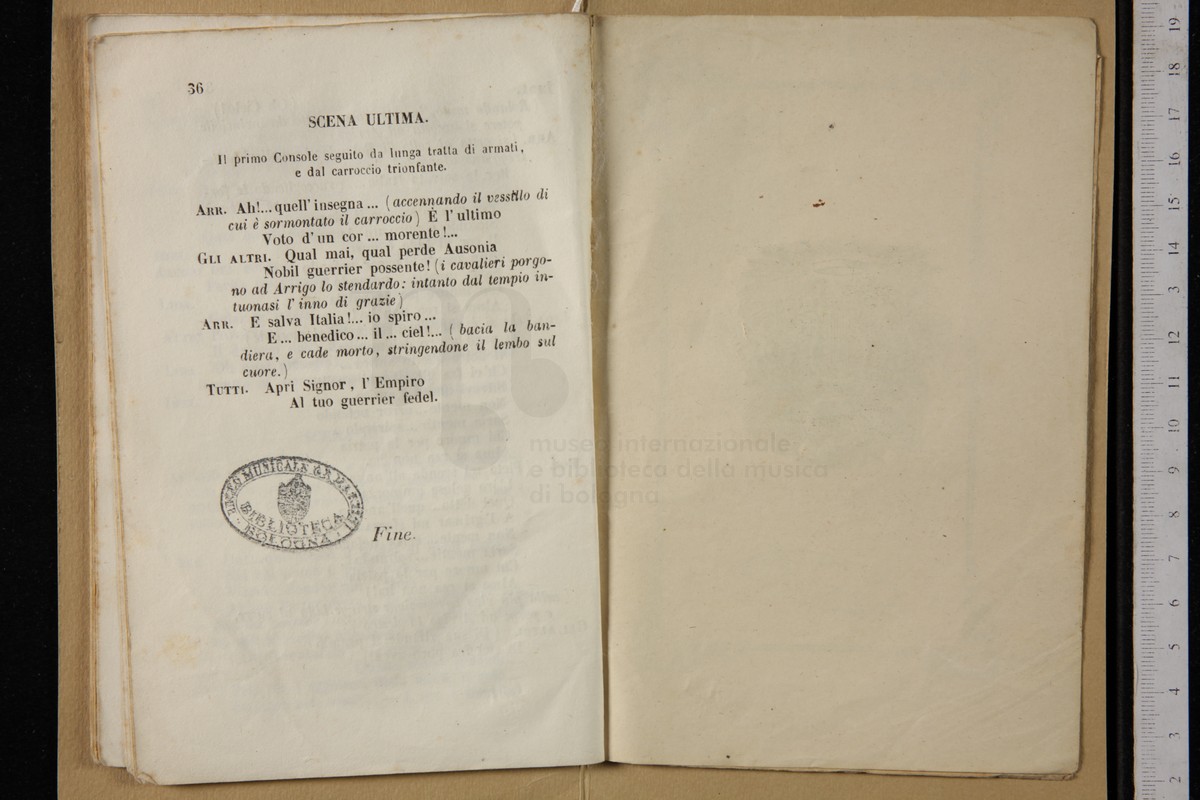 36
SCENA ULTIMA.
Il primo Console seguito da lunga tratta di armati,
e dal carroccio trionfante.
ARR. Ah!... quell' insegna ... (accennando il vessillo di
cui è sormontato il carroccio) È l' ultimo
Voto d' un cor ... morente!...
GLI ALTRI. Qual mai, qual perde Ausonia
Nobil guerrier possente! (i cavalieri porgo-
no ad Arrigo lo stendardo: intanto dal tempio in-
tuonasi l' inno di grazie)
ARR. E salva Italia!... io spiro ...
E ... benedico ... il ... ciel!... ( bacia la ban-
diera, e cade morto, stringendone il lembo sul
cuore.)
TUTTI. Apri Signor, l' Empiro
Al tuo guerrier fedel.
MUSICALE
BIBLIOTECA
BOLOGNA
Fine.
museo internazionale
e biblioteca della musica
di bologna
19
18
17
16
15
14
13
12
11
10
9
8
7
6
5
4
3
2